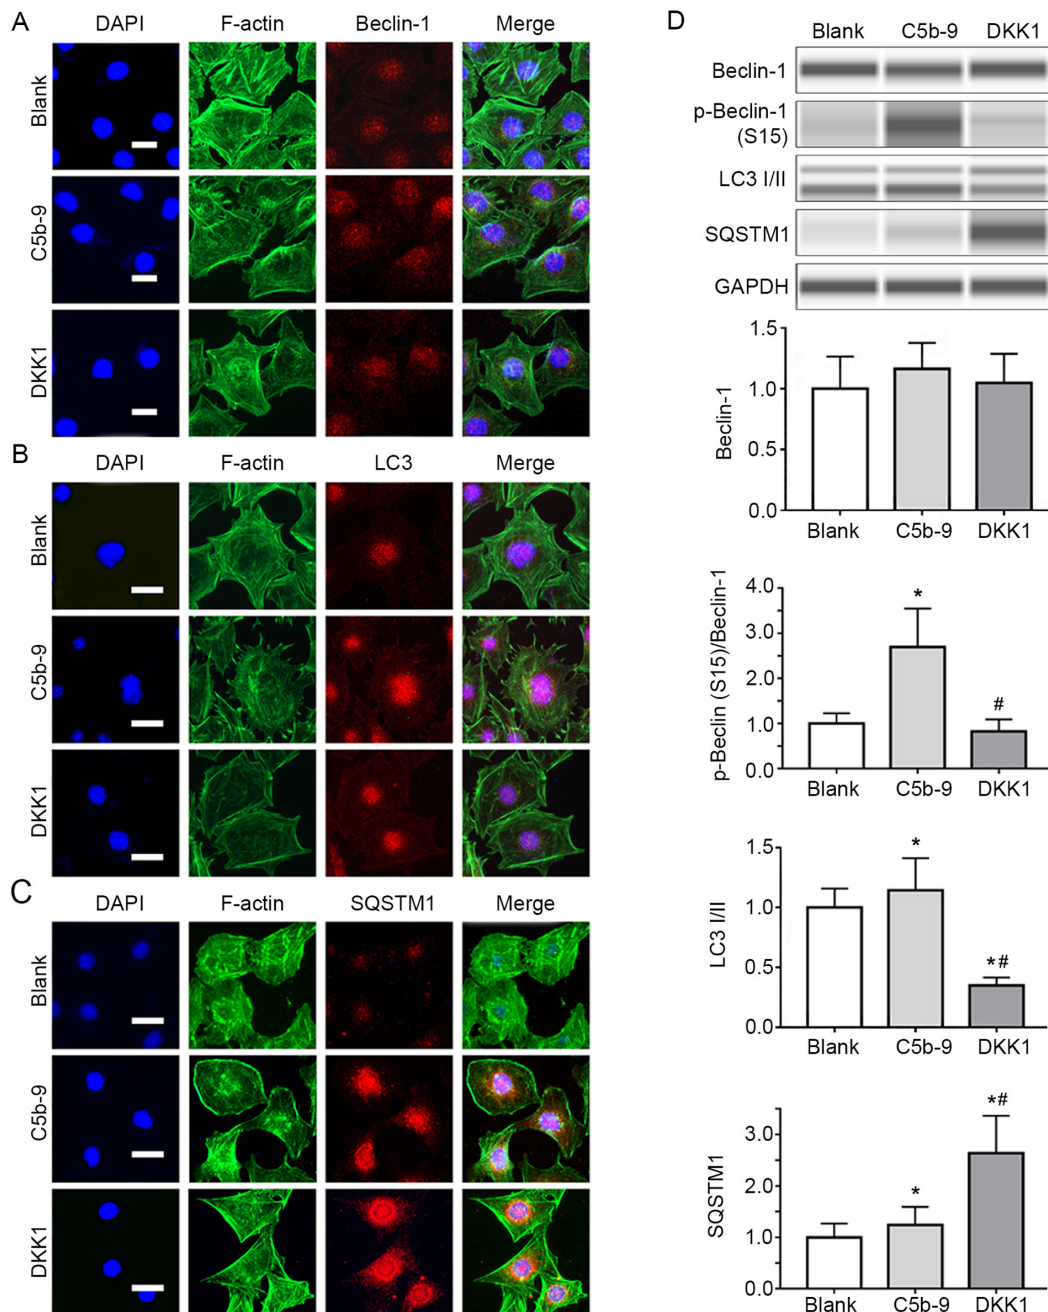 A
DAPI F-actin Beclin-1 Merge
Blank
C5b-9
DKK1
B
DAPI F-actin LC3 Merge
Blank
C5b-9
DKK1
C
DAPI F-actin SQSTM1 Merge
Blank
C5b-9
DKK1
D
Blank C5b-9 DKK1
Beclin-1
p-Beclin-1
(S15)
LC3 I/II
SQSTM1
GAPDH
Beclin-1
1.5
1.0
0.5
0.0
Blank C5b-9 DKK1
p-Beclin (S15)/Beclin-1
4.0
3.0
2.0
1.0
0.0
*
#
Blank C5b-9 DKK1
LC3 I/II
1.5
1.0
0.5
0.0
*
*#
Blank C5b-9 DKK1
SQSTM1
3.0
2.0
1.0
0.0
*
*#
Blank C5b-9 DKK1